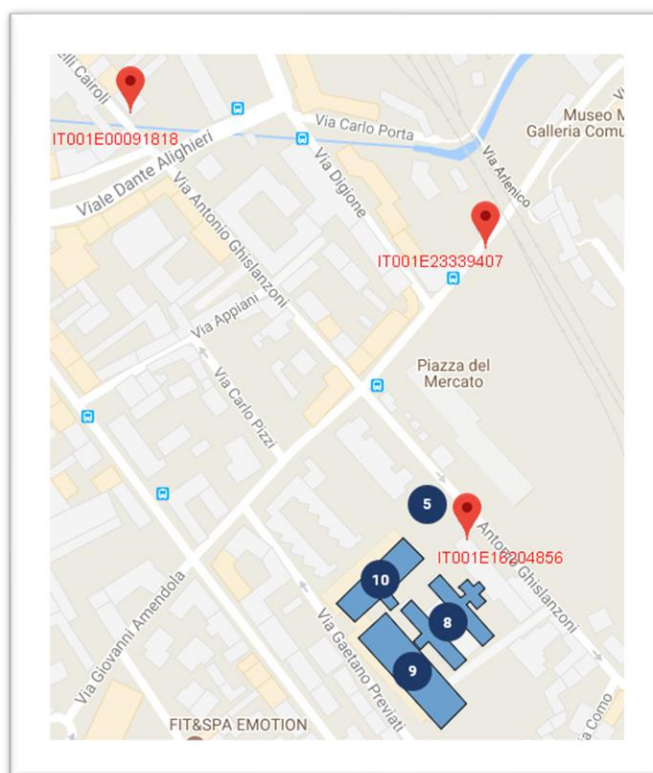 elli Cairoli
IT001E00091818
Viale Dante Alighieri
Via Antonio Ghislanzoni
Via Carlo Porta
Via Digione
Museo M
Galleria Comu
Via Arlenico
IT001E23339407
Via Appiani
Via Carlo Pizzi
Piazza del
Mercato
5
IT001E16204856
Antonio Ghislanzoni
10
8
9
Via Giovanni Amendola
Via Gaetano Previati
FIT&SPA EMOTION
ia Como